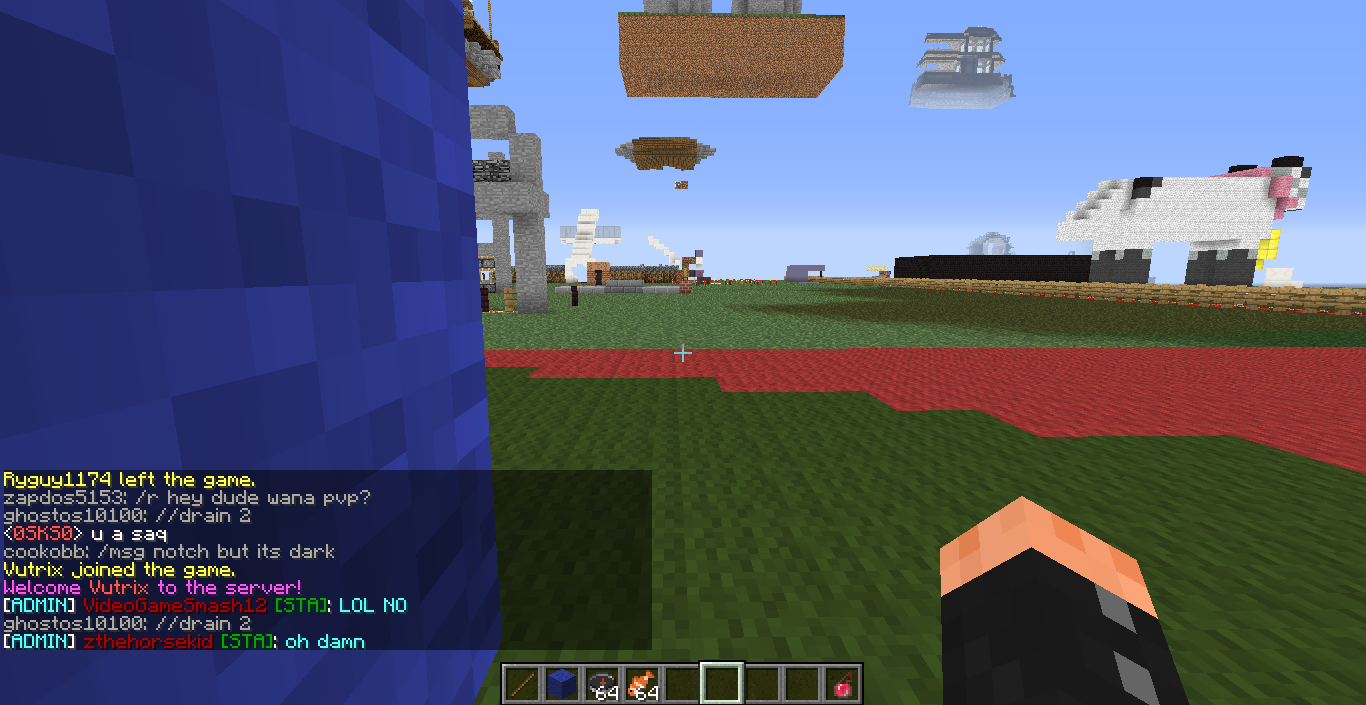 Ryguy1174 left the game.
zapdos5153: /r hey dude wana pvp?
ghostos10100: //drain 2
<0SKS0> u a saq
cookobb: /msg notch but its dark
Vutrix joined the game.
Welcome Vutrix to the server!
[ADMIN] VideoGameSmash12 [STA]: LOL NO
ghostos10100: //drain 2
[ADMIN] zthehorsekid [STA]: oh damn
64 64